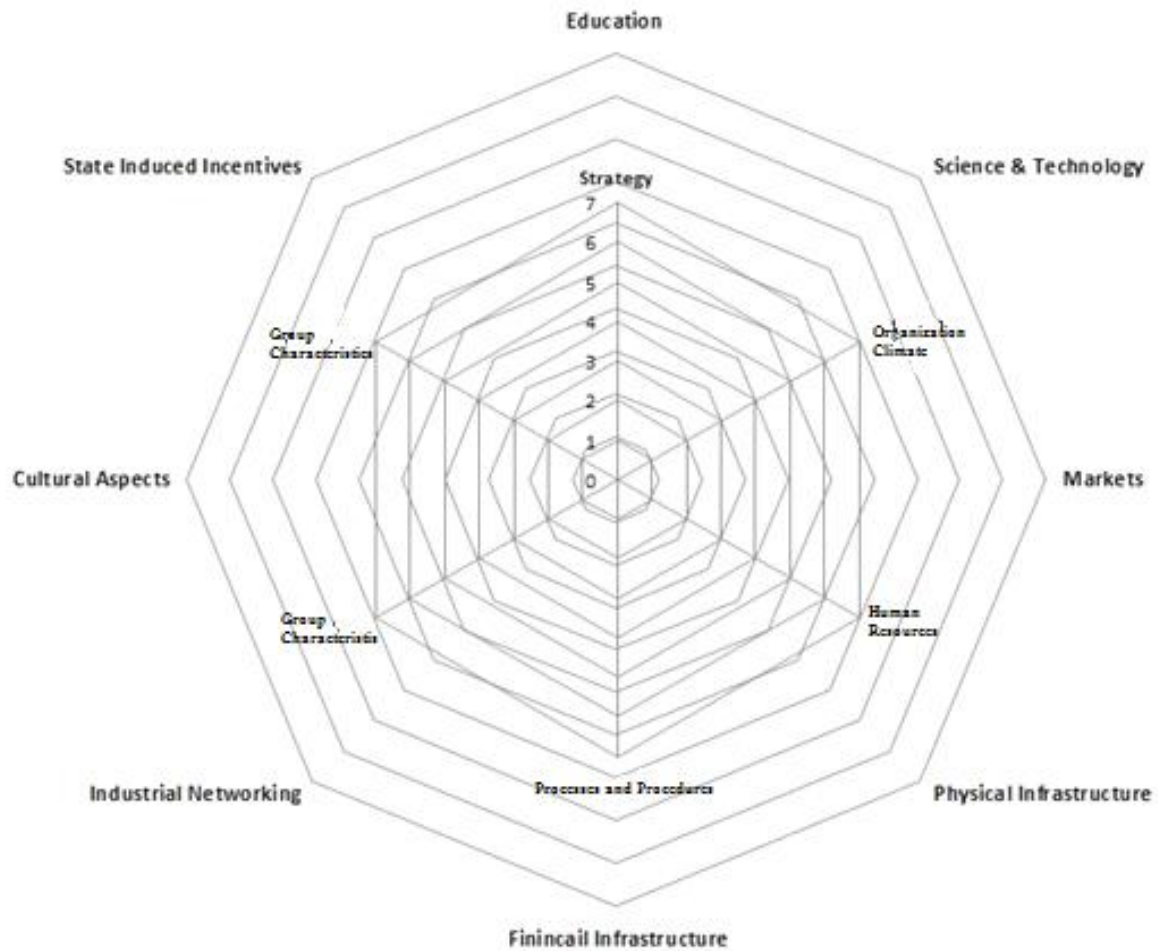 Education
State Induced Incentives
Science & Technology
Strategy
7
6
5
4
3
2
1
0
Group
Characteristics
Organization
Climate
Cultural Aspects
Markets
Group
Characteristic
Human
Resources
Processes and Procedures
Industrial Networking
Physical Infrastructure
Finincail Infrastructure